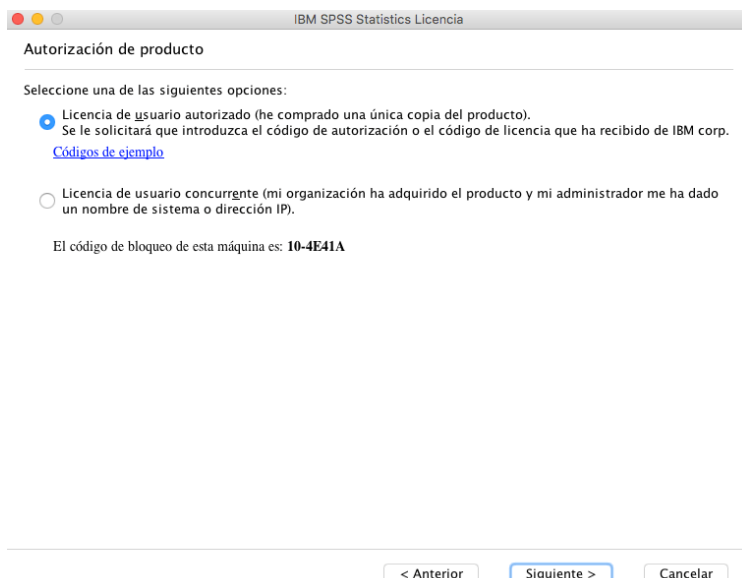 IBM SPSS Statistics Licencia
Autorización de producto
Seleccione una de las siguientes opciones:
Licencia de usuario autorizado (he comprado una única copia del producto).
Se le solicitará que introduzca el código de autorización o el código de licencia que ha recibido de IBM corp.
Códigos de ejemplo
Licencia de usuario concurrente (mi organización ha adquirido el producto y mi administrador me ha dado
un nombre de sistema o dirección IP).
El código de bloqueo de esta máquina es: 10-4E41A
< Anterior
Siguiente >
Cancelar